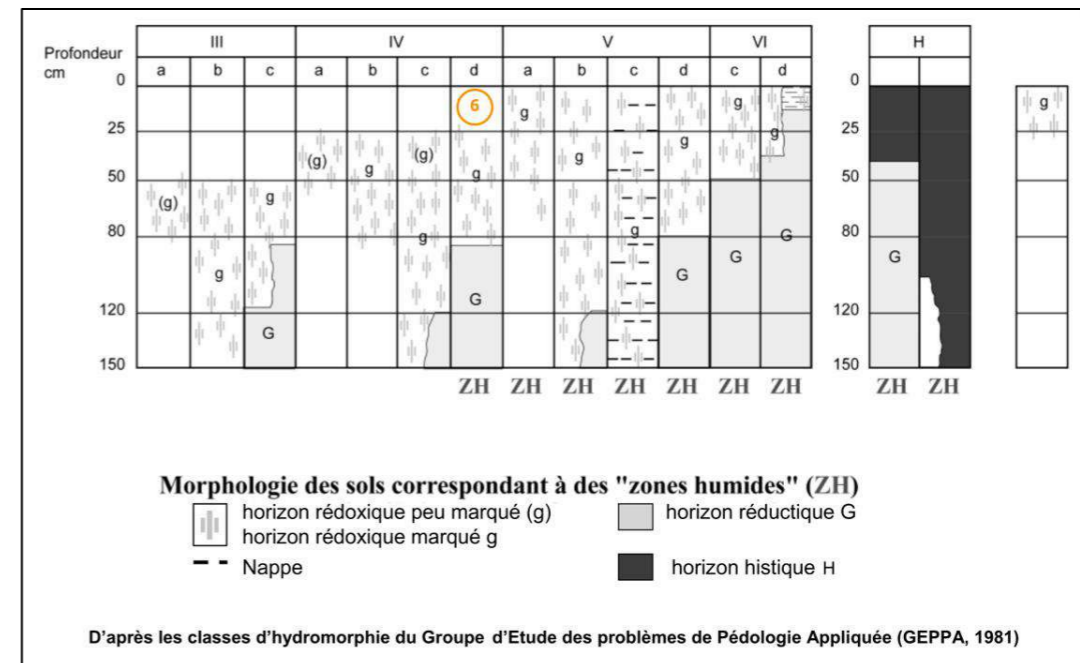 III IV V VI H
Profondeur
cm
a b c a b c d a b c d c d
0 0
6 g g g
25 25
(g) (g) g g g
g g
50 50
(g) g g
80 80
g g G G G G G
G
120 120
G
150 150
ZH ZH ZH ZH ZH ZH ZH ZH ZH
Morphologie des sols correspondant à des "zones humides" (ZH)
horizon rédoxique peu marqué (g) horizon réductique G
horizon rédoxique marqué g
Nappe horizon histique H
D'après les classes d'hydromorphie du Groupe d'Etude des problèmes de Pédologie Appliquée (GEPPA, 1981)